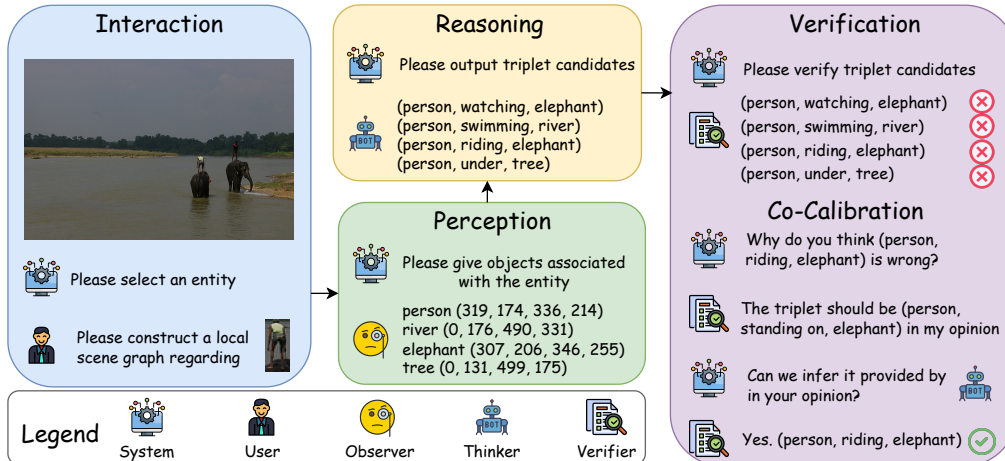 Interaction
Please select an entity
Please construct a local
scene graph regarding
Reasoning
Please output triplet candidates
BOT
(person, watching, elephant)
(person, swimming, river)
(person, riding, elephant)
(person, under, tree)
Perception
Please give objects associated
with the entity
person (319, 174, 336, 214)
river (0, 176, 490, 331)
elephant (307, 206, 346, 255)
tree (0, 131, 499, 175)
Verification
Please verify triplet candidates
(person, watching, elephant)
(person, swimming, river)
(person, riding, elephant)
(person, under, tree)
Co-Calibration
Why do you think (person,
riding, elephant) is wrong?
The triplet should be (person,
standing on, elephant) in my opinion
Can we infer it provided by
in your opinion?
BOT
Yes. (person, riding, elephant)
Legend
System
User
Observer
BOT
Thinker
Verifier